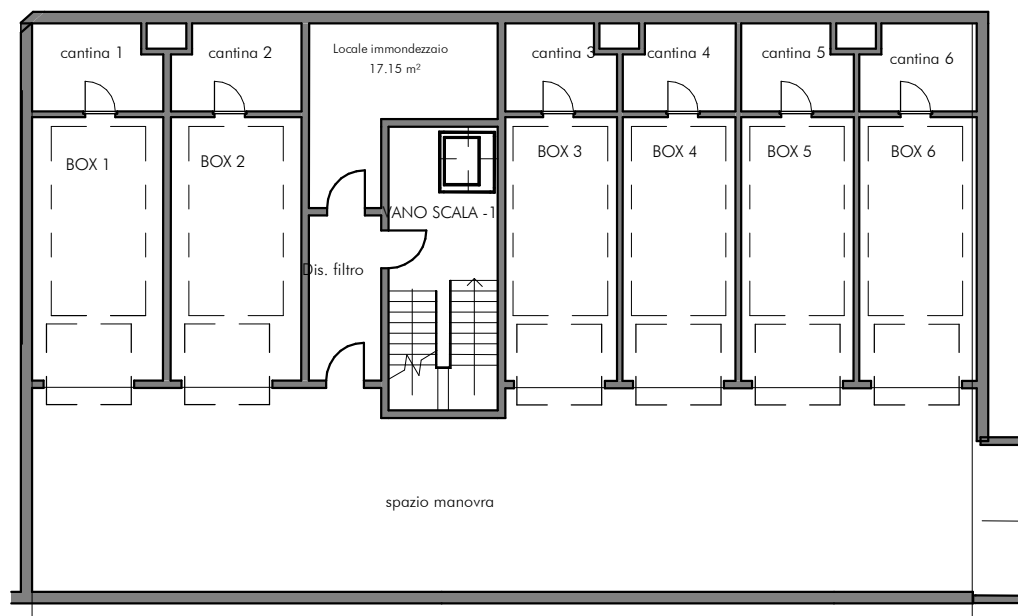 cantina 1
cantina 2
Locale immondezzaio
17.15 m²
cantina 3
cantina 4
cantina 5
cantina 6
BOX 1
BOX 2
BOX 3
BOX 4
BOX 5
BOX 6
VANO SCALA -1
Dis. filtro
spazio manovra